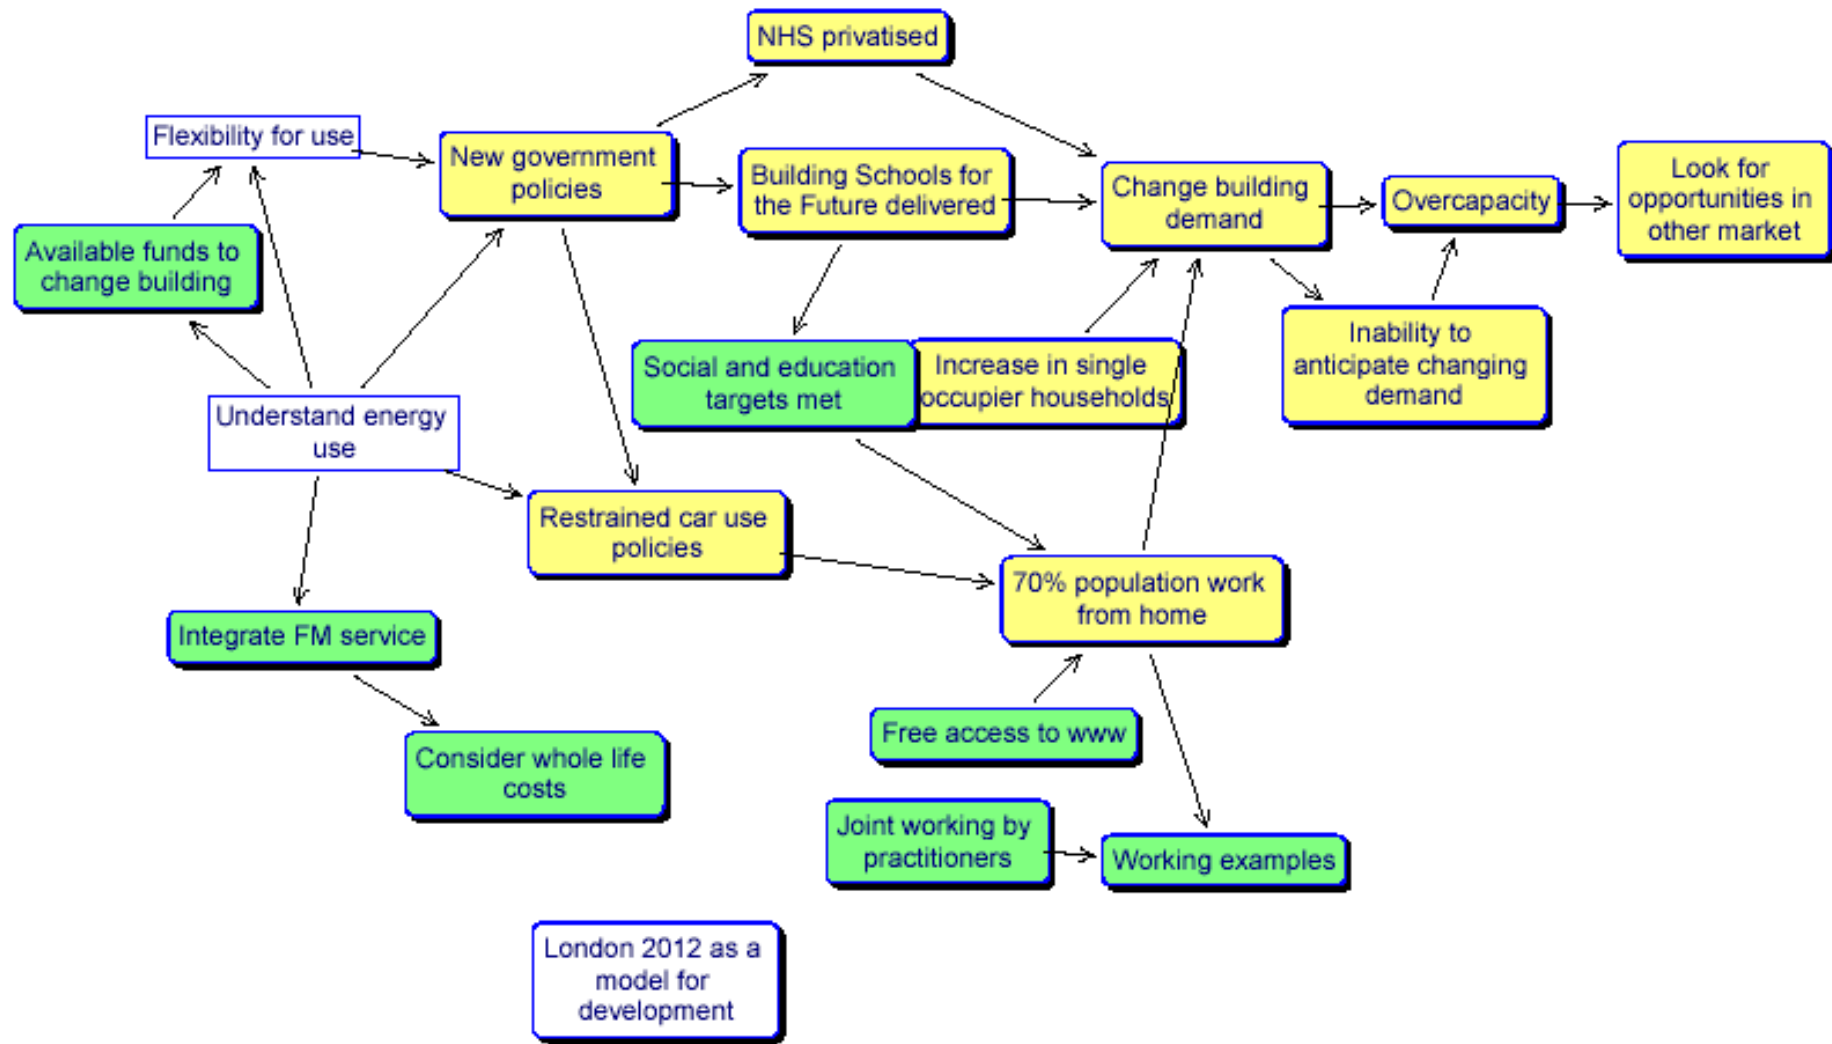 NHS privatised
Flexibility for use
New government
policies
Building Schools for
the Future delivered
Change building
demand
Overcapacity
Look for
opportunities in
other market
Available funds to
change building
Social and education
targets met
Increase in single
occupier households
Inability to
anticipate changing
demand
Understand energy
use
Restrained car use
policies
70% population work
from home
Integrate FM service
Free access to www
Consider whole life
costs
Joint working by
practitioners
Working examples
London 2012 as a
model for
development